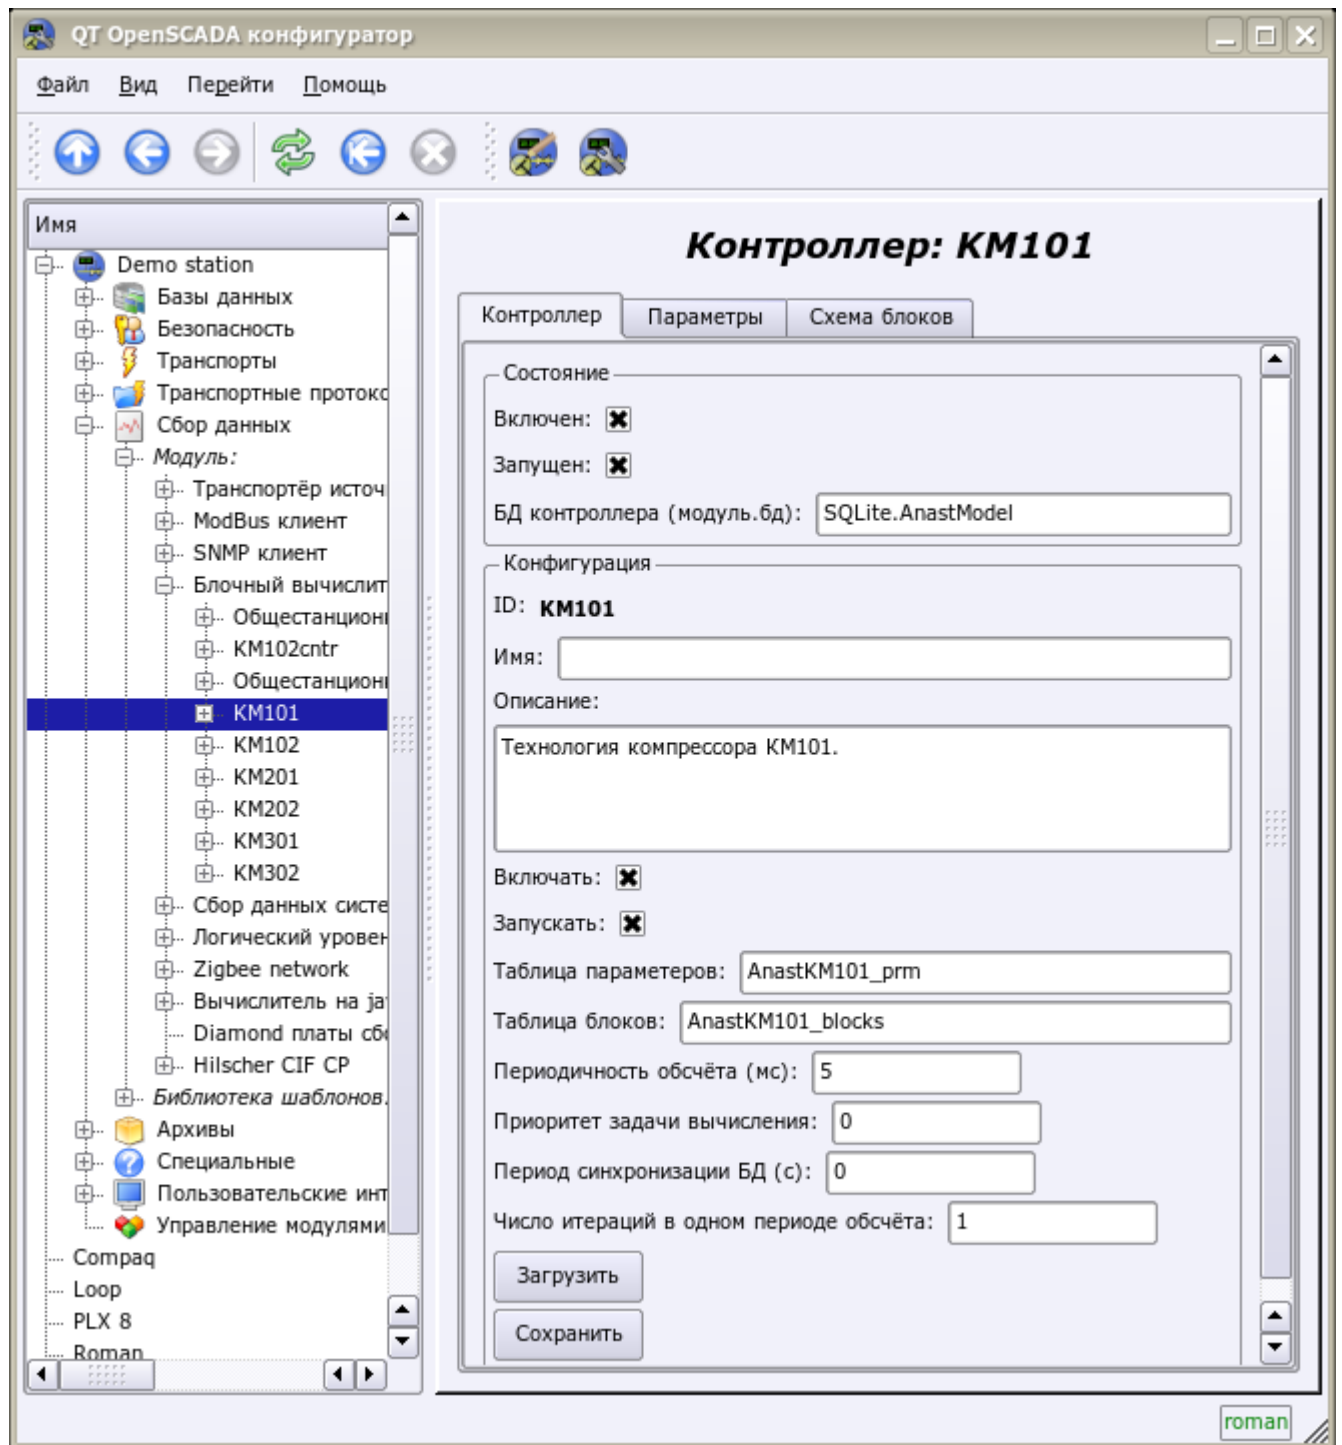 QT OpenSCADA конфигуратор
Файл Вид Перейти Помощь
Имя
Demo station
Базы данных
Безопасность
Транспорты
Транспортные протоко
Сбор данных
Модуль:
Транспортёр источ
ModBus клиент
SNMP клиент
Блочный вычислит
Общестанционн
KM102cntr
Общестанционн
KM101
KM102
KM201
KM202
KM301
KM302
Сбор данных систе
Логический уровен
Zigbee network
Вычислитель на ja
Diamond платы сбо
Hilscher CIF CP
Библиотека шаблонов.
Архивы
Специальные
Пользовательские инт
Управление модулями
Compaq
Loop
PLX 8
Roman
Контроллер: KM101
Контроллер Параметры Схема блоков
Состояние
Включен:
Запущен:
БД контроллера (модуль.бд): SQLite.AnastModel
Конфигурация
ID: KM101
Имя:
Описание:
Технология компрессора KM101.
Включать:
Запускать:
Таблица параметеров: AnastKM101_prm
Таблица блоков: AnastKM101_blocks
Периодичность обсчёта (мс): 5
Приоритет задачи вычисления: 0
Период синхронизации БД (с): 0
Число итераций в одном периоде обсчёта: 1
Загрузить
Сохранить
roman